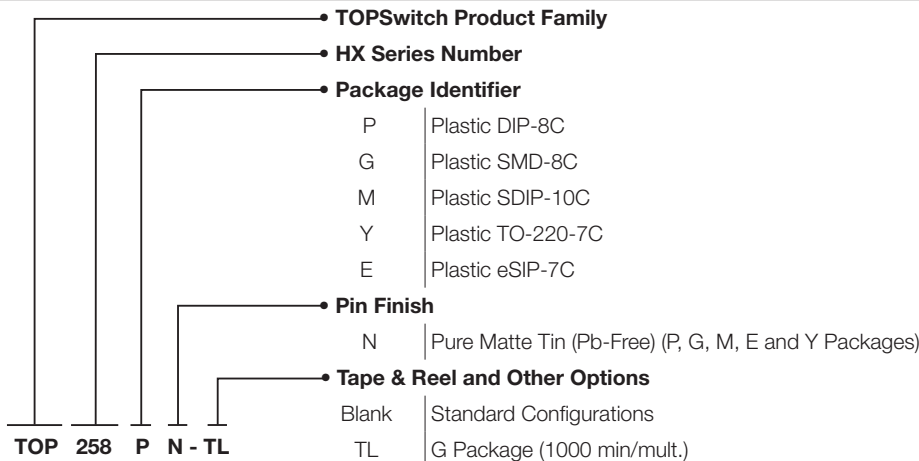 TOPSwitch Product Family
HX Series Number
Package Identifier
P Plastic DIP-8C
G Plastic SMD-8C
M Plastic SDIP-10C
Y Plastic TO-220-7C
E Plastic eSIP-7C
Pin Finish
N Pure Matte Tin (Pb-Free) (P, G, M, E and Y Packages)
Tape & Reel and Other Options
Blank Standard Configurations
TL G Package (1000 min/mult.)
TOP 258 P N - TL